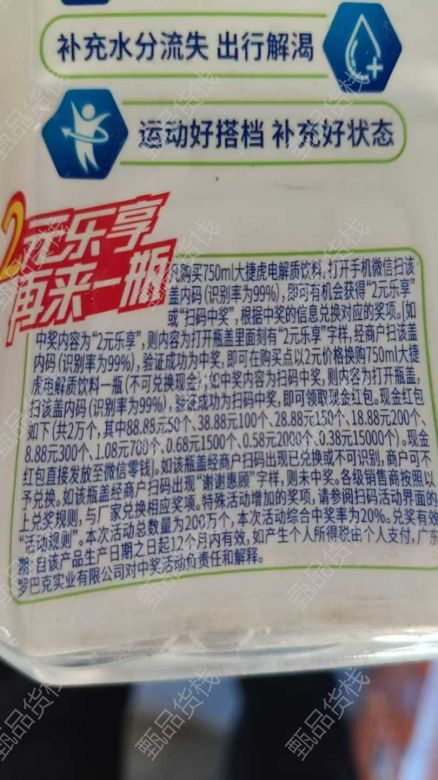 补充水分流失 出行解渴
运动好搭档 补充好状态
2元乐享
再来一瓶
凡购买750ml大捷虎电解质饮料,打开手机微信扫该
盖内码(识别率为99%),即可有机会获得“2元乐享”
或“扫码中奖”,根据中奖的信息兑换对应的奖项。[如
中奖内容为“2元乐享”,则内容为打开瓶盖里面刻有“2元乐享”字样,经商户扫该盖
内码(识别率为99%),验证成功为中奖,即可在购买点以2元价格换购750ml大捷
虎电解质饮料一瓶(不可兑换现金)如中奖内容为扫码中奖,则内容为打开瓶盖,
扫该盖内码(识别率为99%),验证成功为扫码中奖,即可领取现金红包。现金红包
如下(共2万个,其中88.88元50个、38.88元100个、28.88元150个、18.88元200个、
8.88元300个、1.08元700个、0.68元1500个、0.58元2000个、0.38元15000个)。现金
红包直接发放至微信零钱]。如该瓶盖经商户扫码出现已兑换或不可识别,商户可不
予兑换。如该瓶盖经商户扫码出现“谢谢惠顾”字样,则未中奖。各级销售商按照以
上兑奖规则,与厂家兑换相应奖项。特殊活动增加的奖项,请参阅扫码活动界面的
“活动规则”。本次活动总数量为200万个,本次活动综合中奖率为20%。兑奖有效
期:自该产品生产日期之日起12个月内有效,如产生个人所得税由个人支付,广东
罗巴克实业有限公司对中奖活动负责任和解释。
甄品货栈